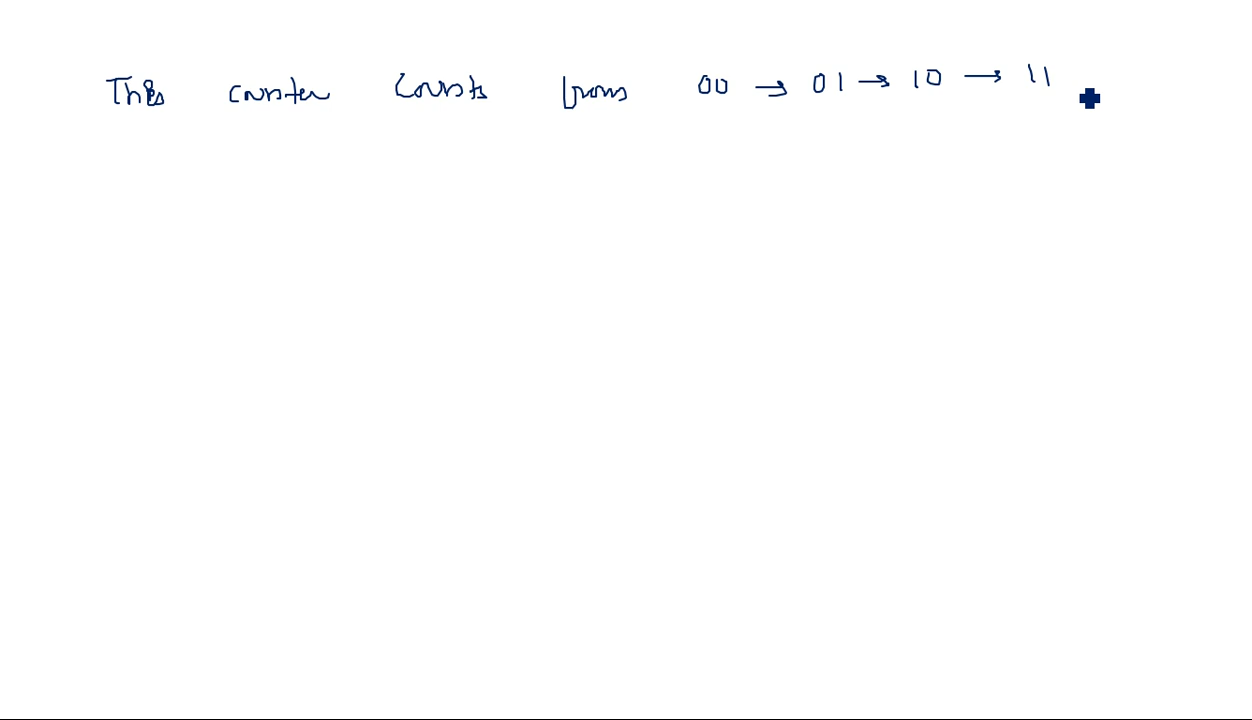 This counter counts from 00 → 01 → 10 → 11